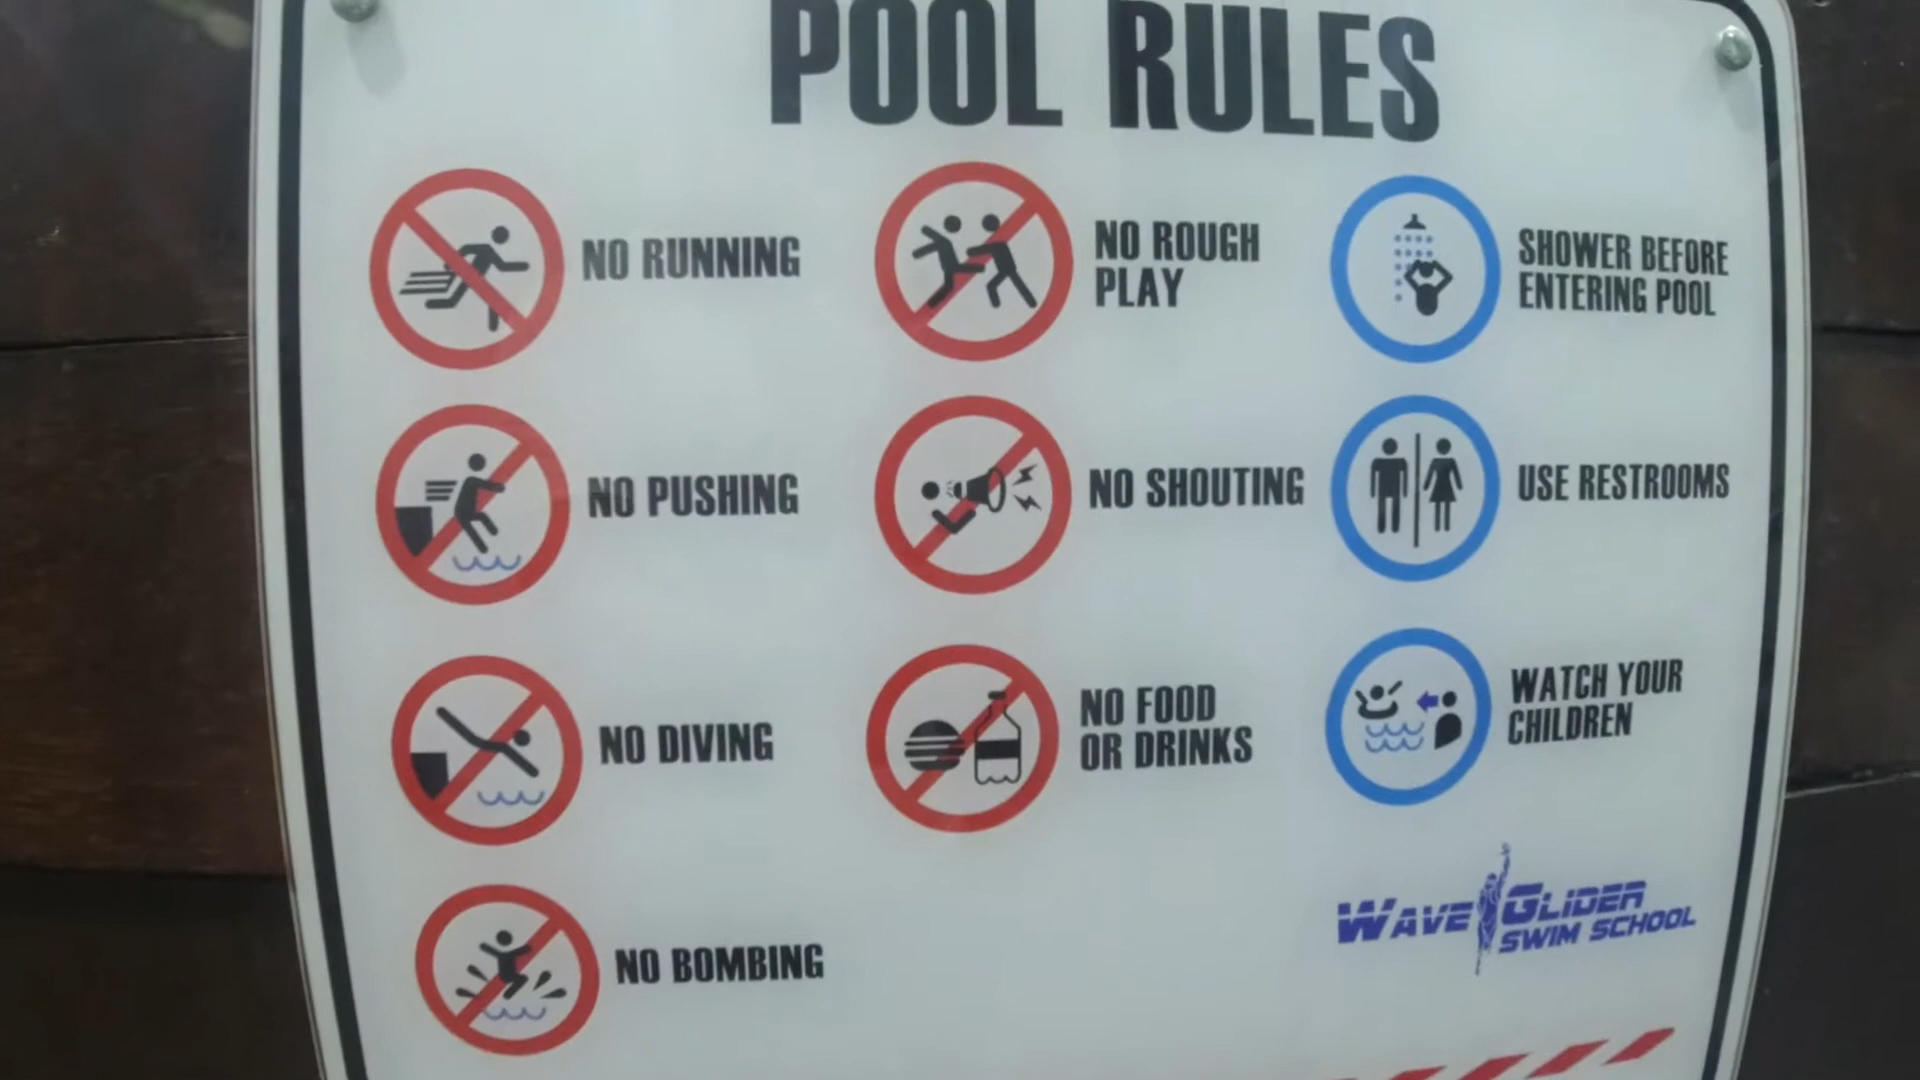 POOL RULES
NO RUNNING
NO PUSHING
NO DIVING
NO BOMBING
NO ROUGH
PLAY
NO SHOUTING
NO FOOD
OR DRINKS
SHOWER BEFORE
ENTERING POOL
USE RESTROOMS
WATCH YOUR
CHILDREN
WAVE GLIDER
SWIM SCHOOL